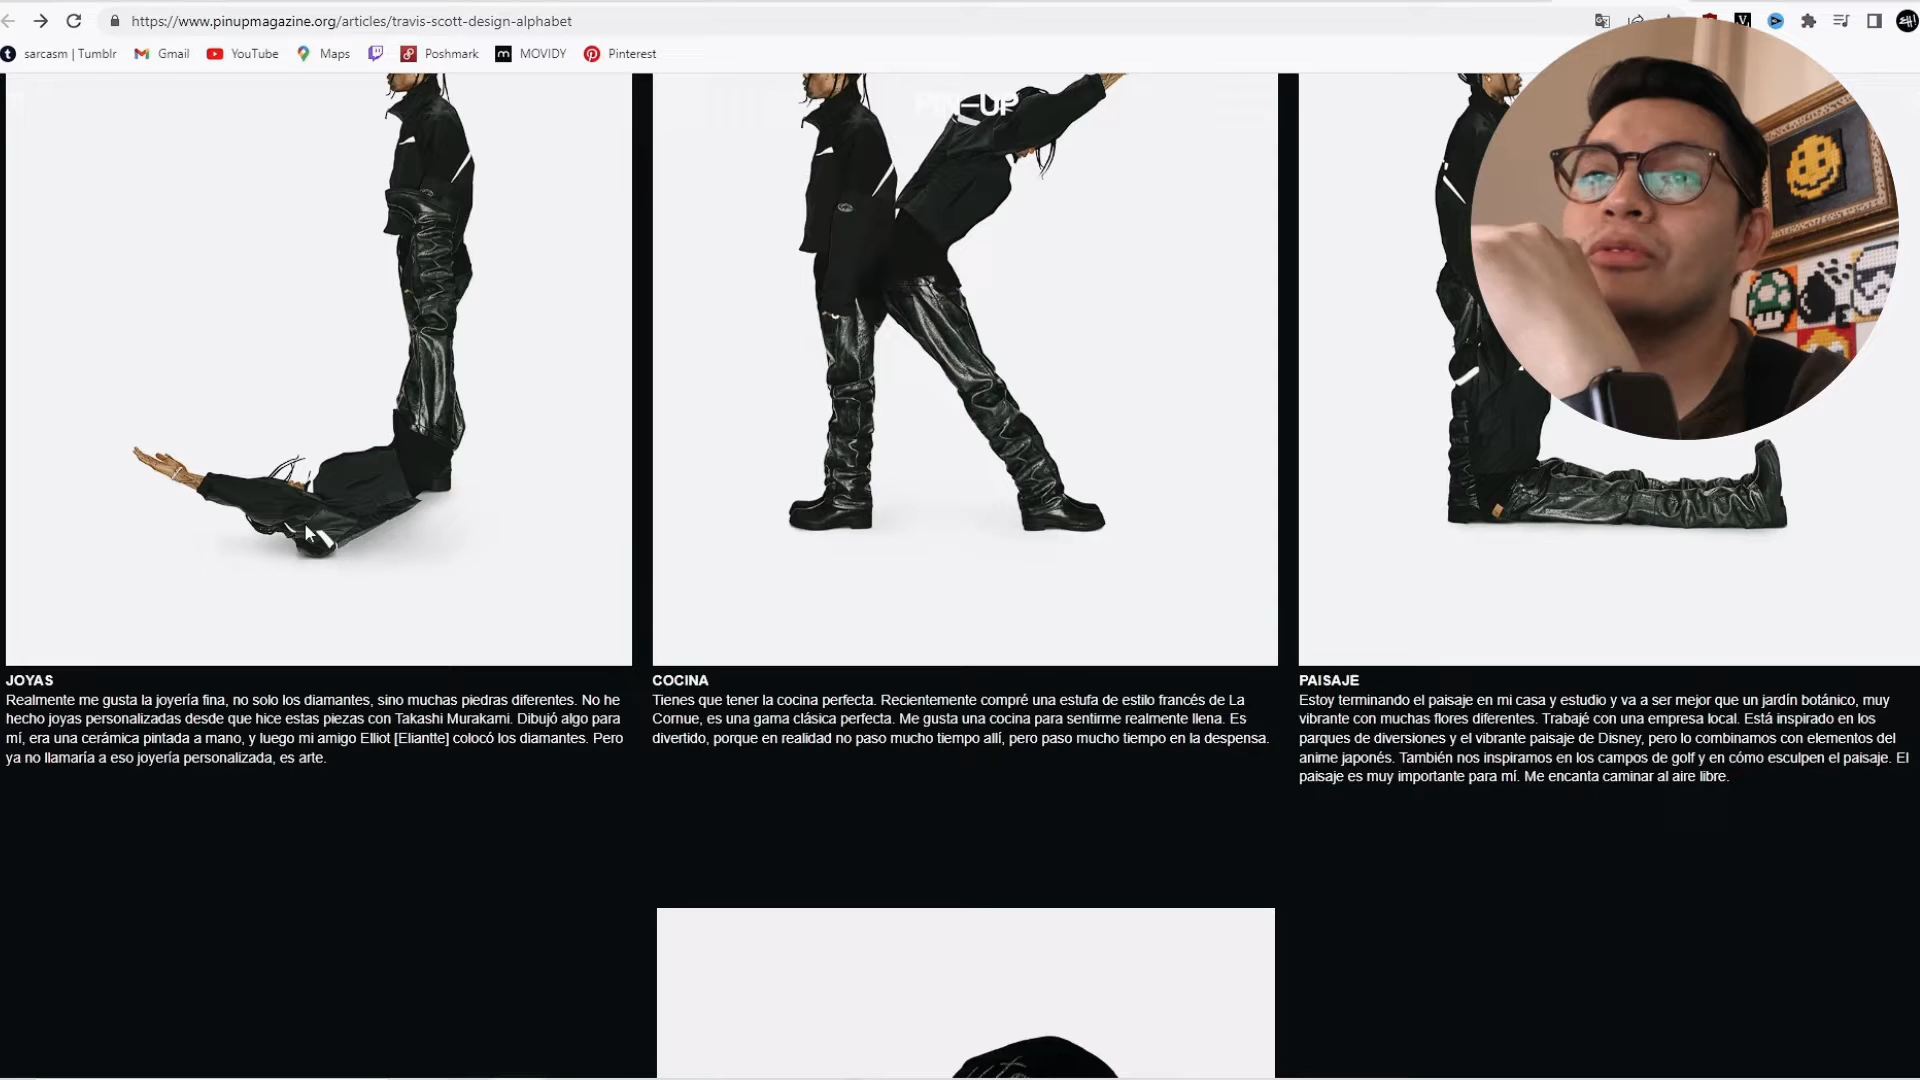 https://www.pinupmagazine.org/articles/travis-scott-design-alphabet
sarcasm | Tumblr
Gmail
YouTube
Maps
Poshmark
MOVIDY
Pinterest
PIN–UP
JOYAS
Realmente me gusta la joyería fina, no solo los diamantes, sino muchas piedras diferentes. No he
hecho joyas personalizadas desde que hice estas piezas con Takashi Murakami. Dibujó algo para
mí, era una cerámica pintada a mano, y luego mi amigo Elliot [Eliantte] colocó los diamantes. Pero
ya no llamaría a eso joyería personalizada, es arte.
COCINA
Tienes que tener la cocina perfecta. Recientemente compré una estufa de estilo francés de La
Cornue, es una gama clásica perfecta. Me gusta una cocina para sentirme realmente llena. Es
divertido, porque en realidad no paso mucho tiempo allí, pero paso mucho tiempo en la despensa.
PAISAJE
Estoy terminando el paisaje en mi casa y estudio y va a ser mejor que un jardín botánico, muy
vibrante con muchas flores diferentes. Trabajé con una empresa local. Está inspirado en los
parques de diversiones y el vibrante paisaje de Disney, pero lo combinamos con elementos del
anime japonés. También nos inspiramos en los campos de golf y en cómo esculpen el paisaje. El
paisaje es muy importante para mí. Me encanta caminar al aire libre.